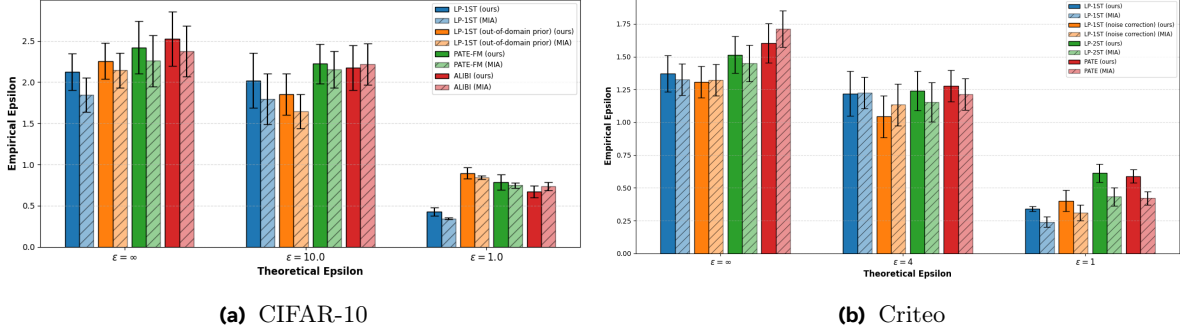 Empirical Epsilon
2.5
2.0
1.5
1.0
0.5
0.0
LP-1ST (ours)
LP-1ST (MIA)
LP-1ST (out-of-domain prior) (ours)
LP-1ST (out-of-domain prior) (MIA)
PATE-FM (ours)
PATE-FM (MIA)
ALIBI (ours)
ALIBI (MIA)
ε = ∞
ε = 10.0
ε = 1.0
Theoretical Epsilon
(a) CIFAR-10
Empirical Epsilon
1.75
1.50
1.25
1.00
0.75
0.50
0.25
0.00
LP-1ST (ours)
LP-1ST (MIA)
LP-1ST (noise correction) (ours)
LP-1ST (noise correction) (MIA)
LP-2ST (ours)
LP-2ST (MIA)
PATE (ours)
PATE (MIA)
ε = ∞
ε = 4
ε = 1
Theoretical Epsilon
(b) Criteo